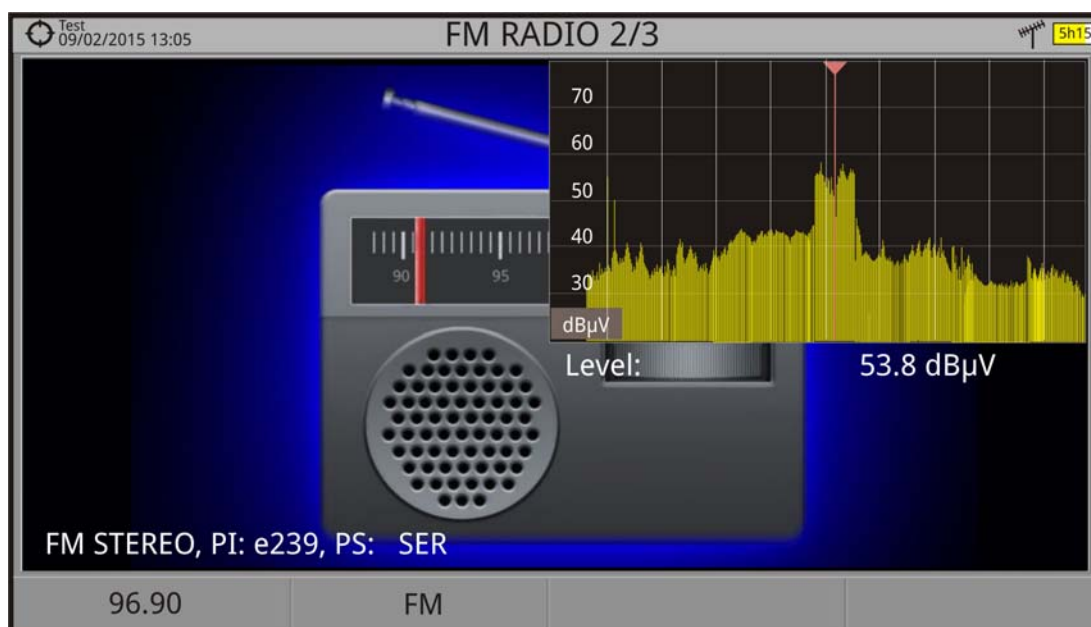 Test
09/02/2015 13:05
FM RADIO 2/3
5h15
70
60
50
40
30
dBµV
90
95
Level: 53.8 dBµV
FM STEREO, PI: e239, PS: SER
96.90
FM